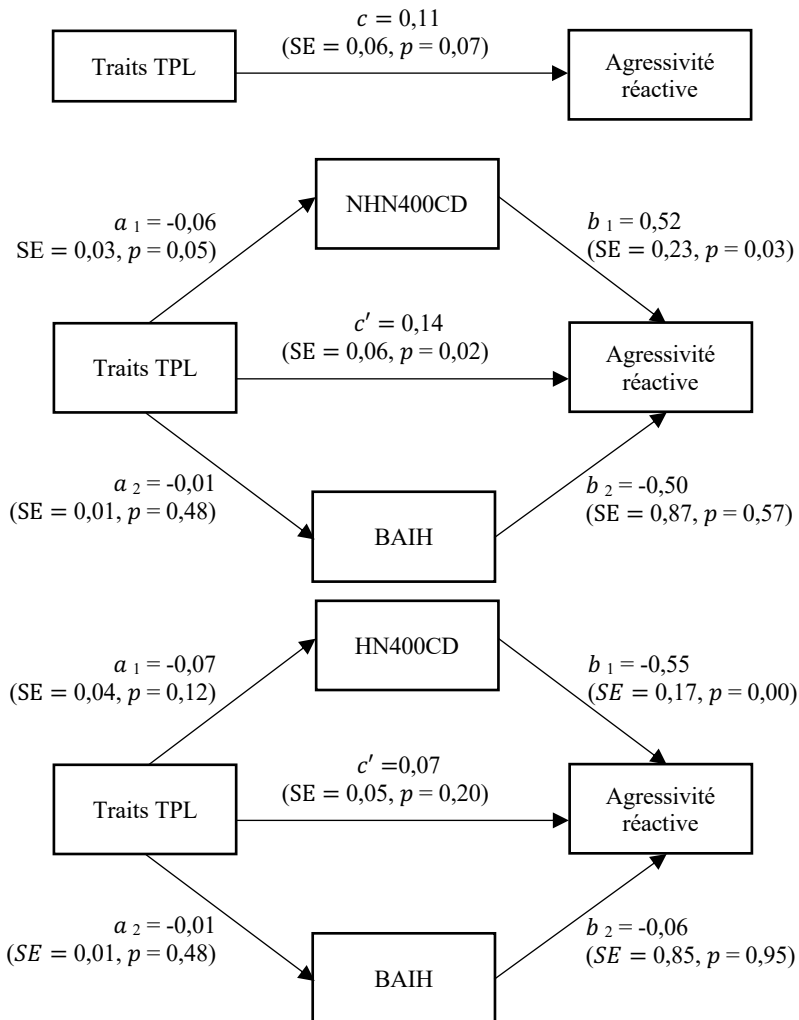 c = 0,11
(SE = 0,06, p = 0,07)
Traits TPL
Agressivité
réactive
NHN400CD
a 1 = -0,06
SE = 0,03, p = 0,05)
b 1 = 0,52
(SE = 0,23, p = 0,03)
c′ = 0,14
(SE = 0,06, p = 0,02)
Traits TPL
Agressivité
réactive
a 2 = -0,01
(SE = 0,01, p = 0,48)
b 2 = -0,50
(SE = 0,87, p = 0,57)
BAIH
HN400CD
a 1 = -0,07
(SE = 0,04, p = 0,12)
b 1 = -0,55
(SE = 0,17, p = 0,00)
c′ =0,07
(SE = 0,05, p = 0,20)
Traits TPL
Agressivité
réactive
a 2 = -0,01
(SE = 0,01, p = 0,48)
b 2 = -0,06
(SE = 0,85, p = 0,95)
BAIH